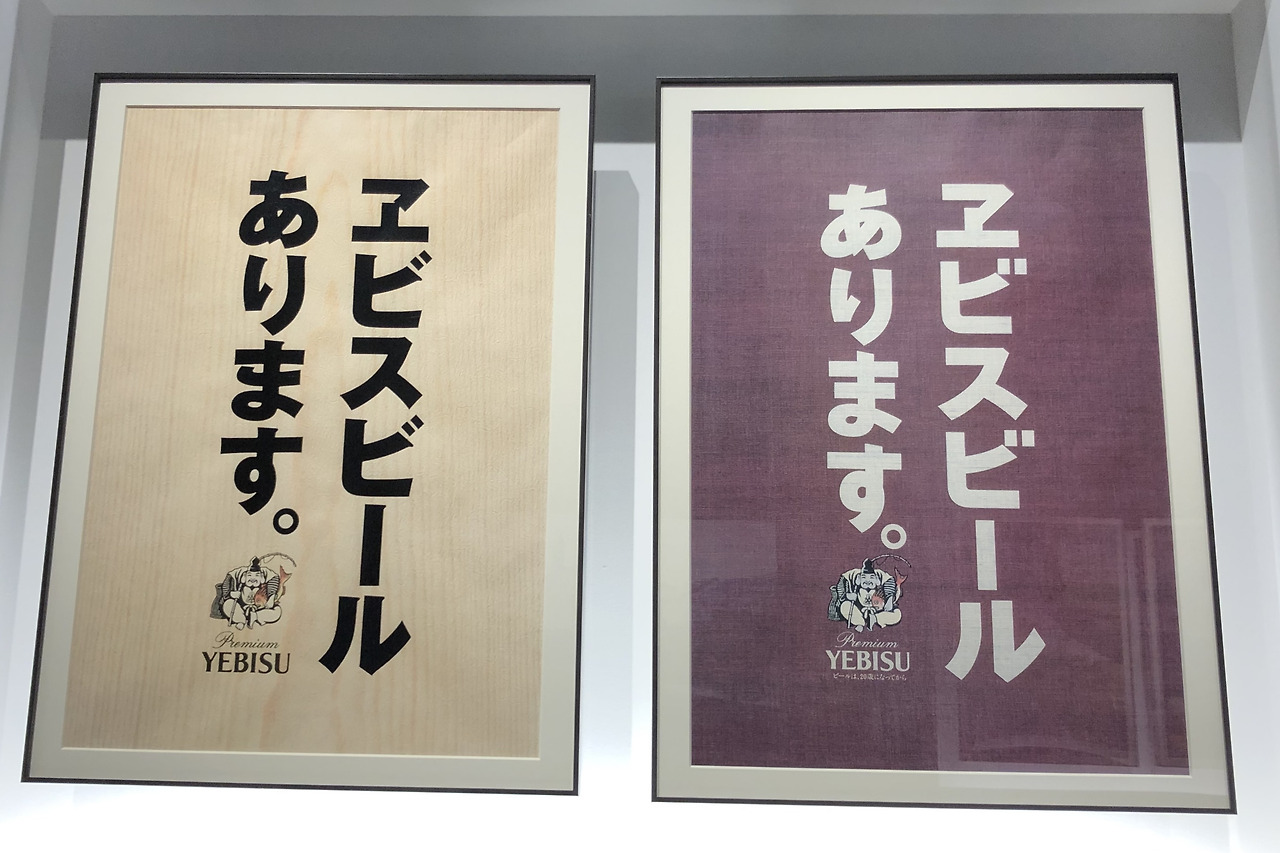 ヱビスビール
あります。
Premium
YEBISU
ヱビスビール
あります。
Premium
YEBISU
ビールは、20歳になってから